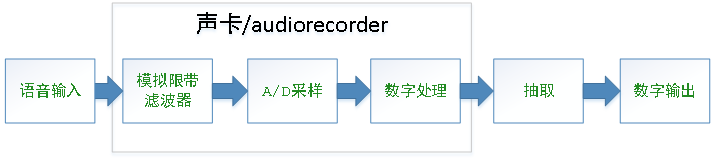 声卡/audiorecorder
语音输入
模拟限带
滤波器
A/D采样
数字处理
抽取
数字输出